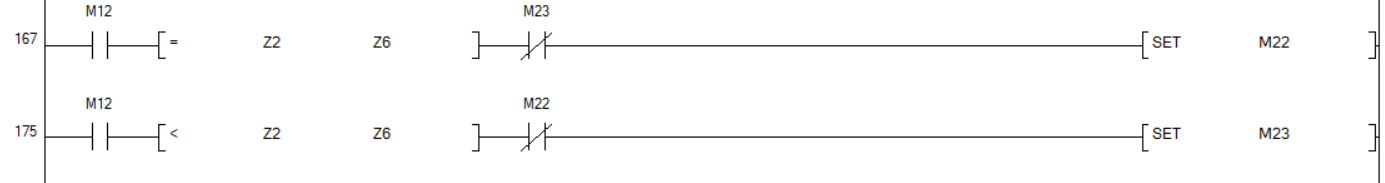 M12 M23
167 = Z2 Z6 SET M22
M12 M22
175 < Z2 Z6 SET M23